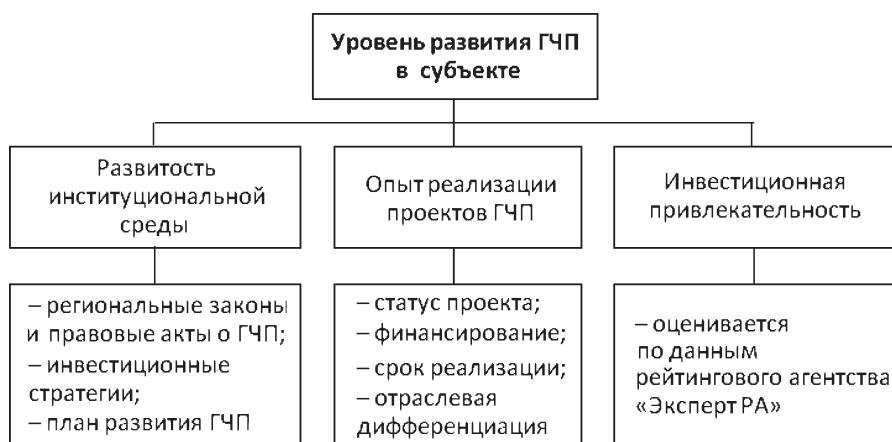 Уровень развития ГЧП
в субъекте
Развитость
институциональной
среды
Опыт реализации
проектов ГЧП
Инвестиционная
привлекательность
– региональные законы
и правовые акты о ГЧП;
– инвестиционные
стратегии;
– план развития ГЧП
– статус проекта;
– финансирование;
– срок реализации;
– отраслевая
дифференциация
– оценивается
по данным
рейтингового агентства
«Эксперт РА»